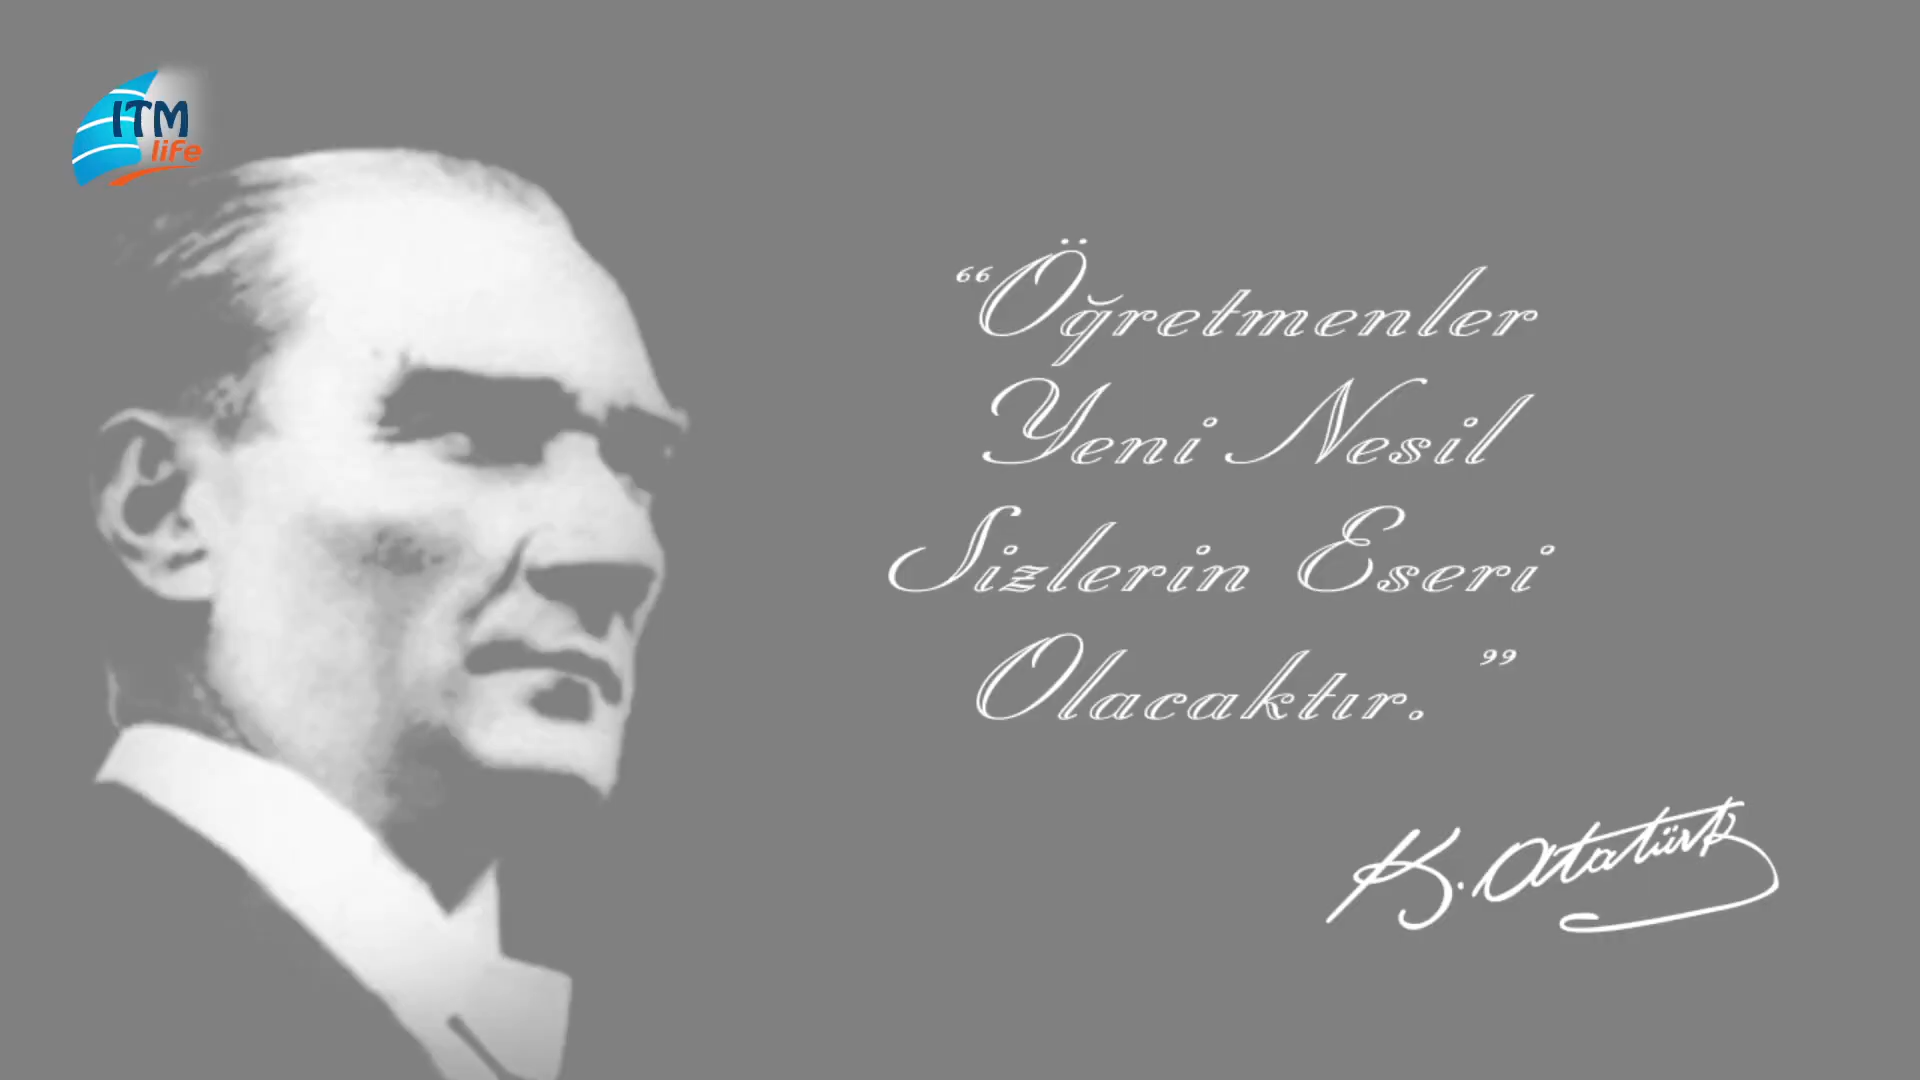 ITM
life
“Öğretmenler
Yeni Nesil
Sizlerin Eseri
Olacaktır. ”
K. Atatürk